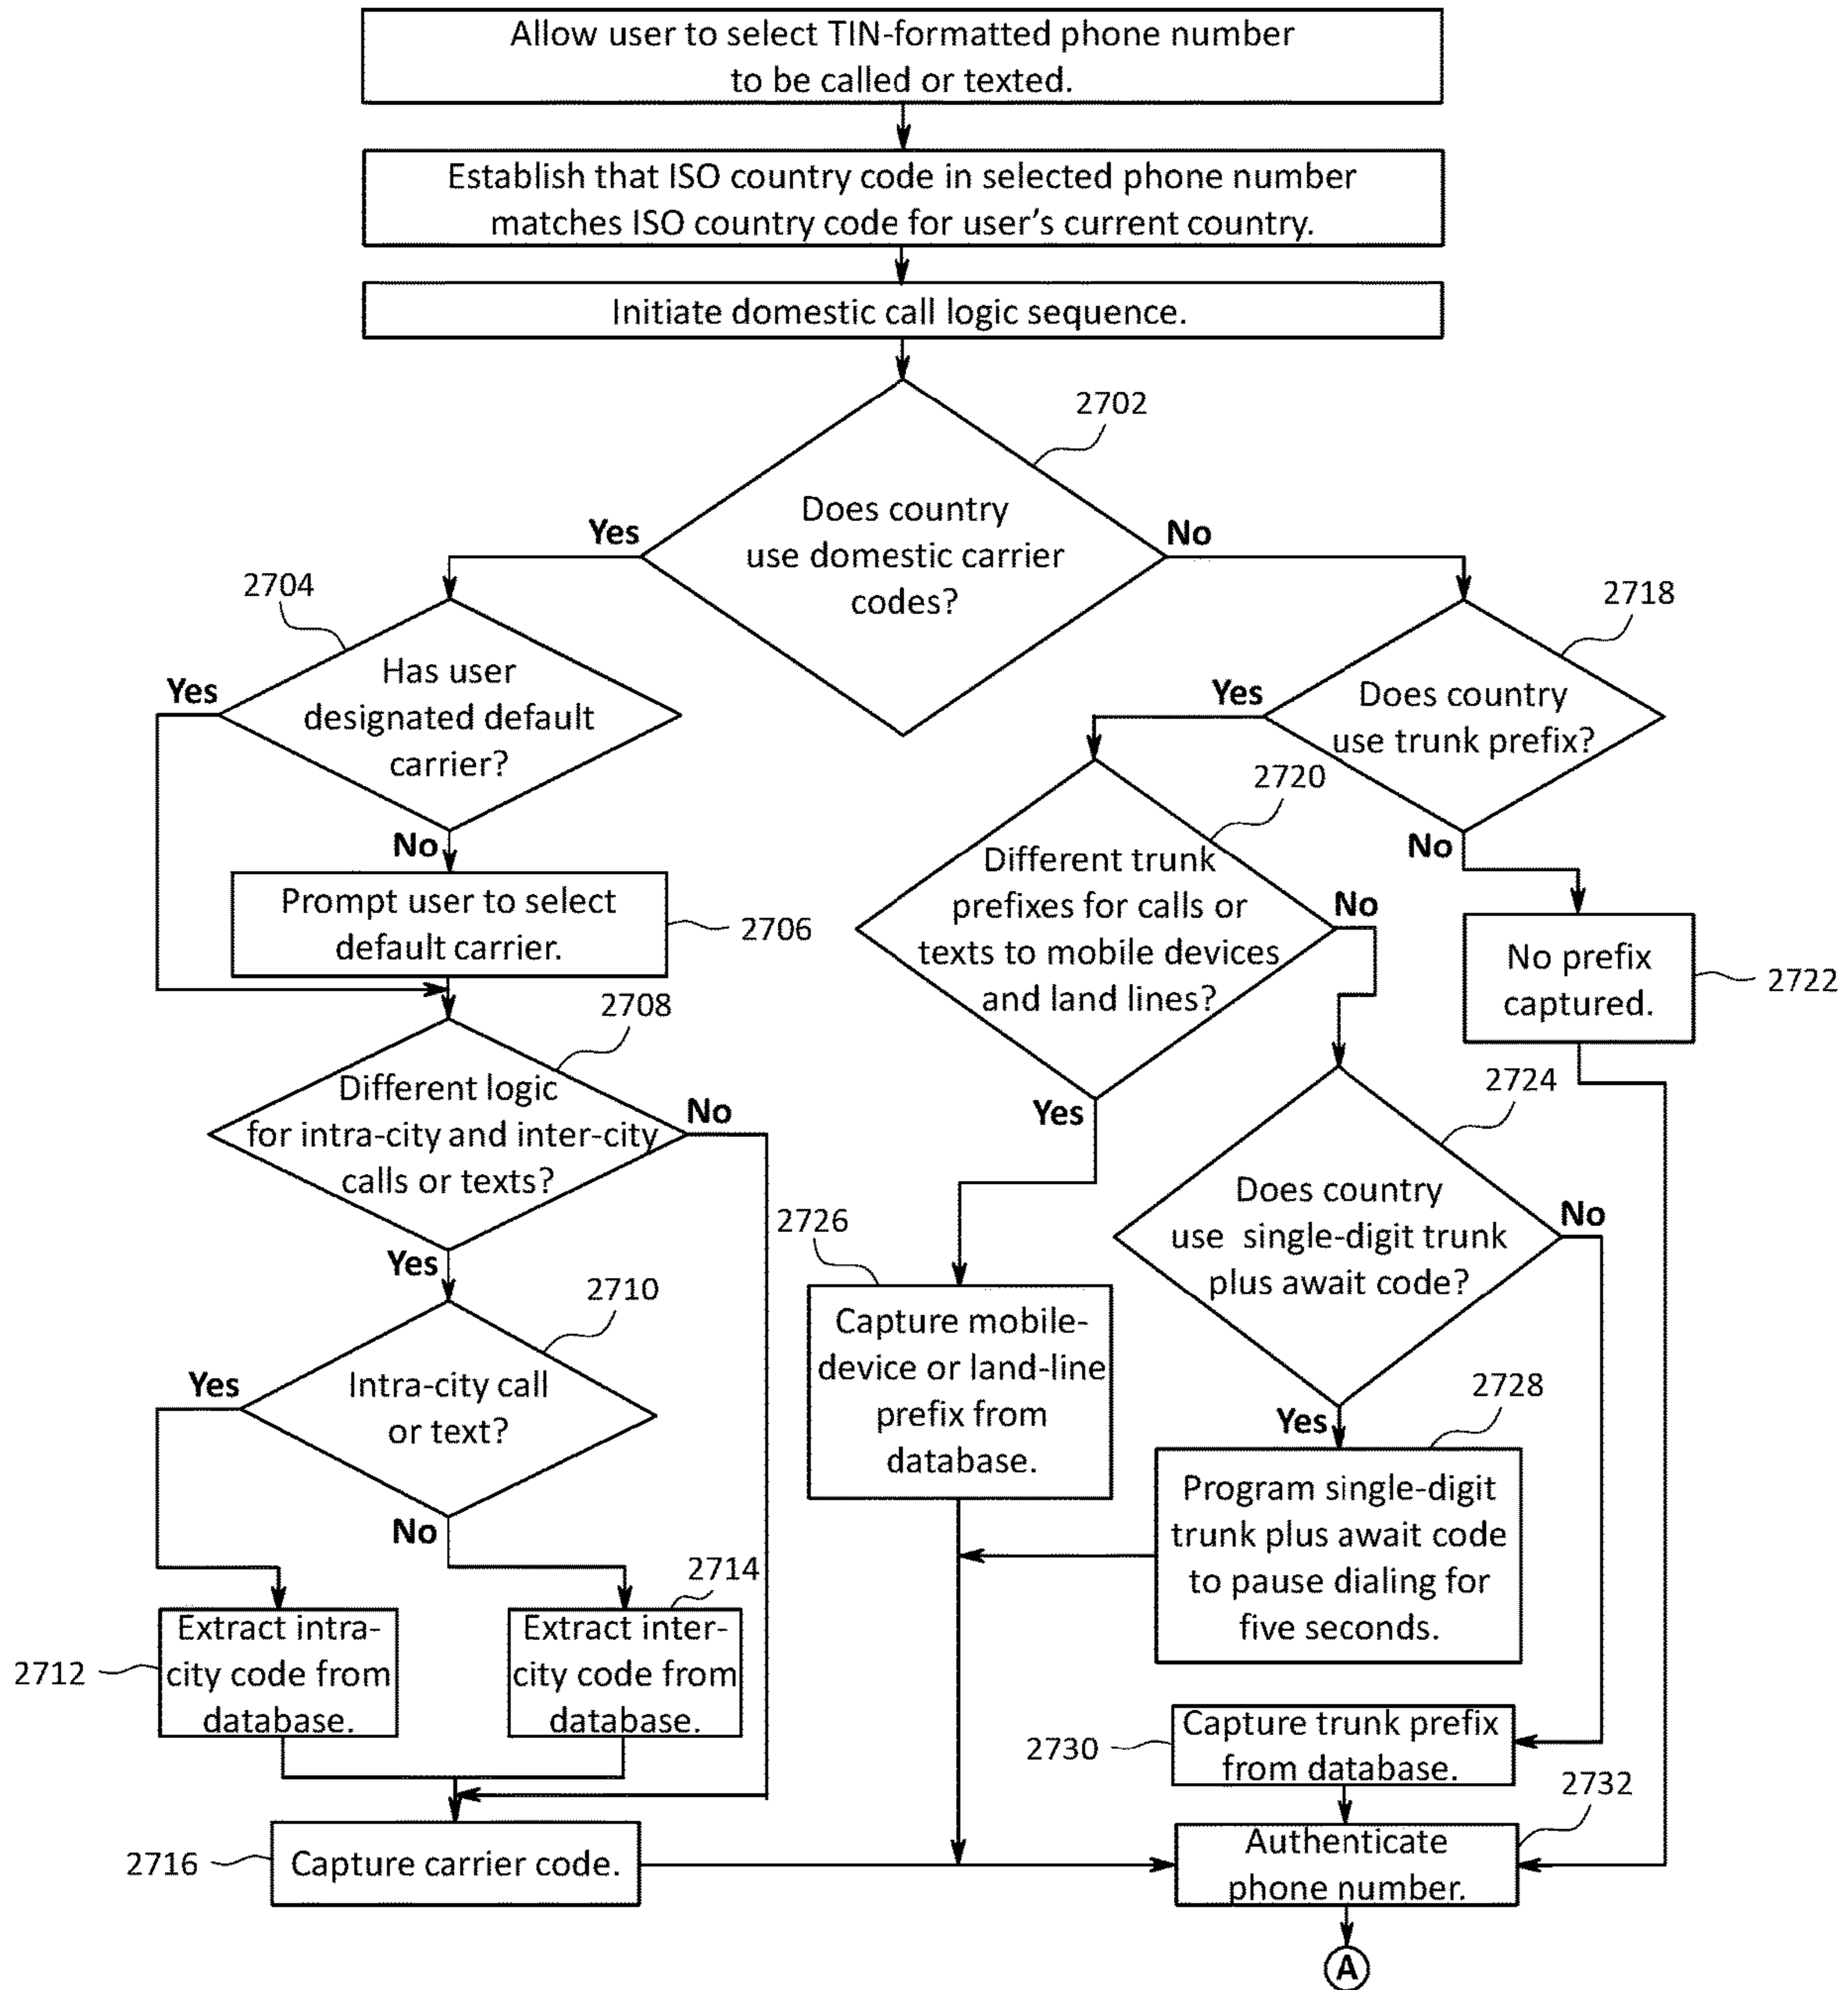 Allow user to select TIN-formatted phone number
to be called or texted.
Establish that ISO country code in selected phone number
matches ISO country code for user's current country.
Initiate domestic call logic sequence.
2702
Does country
use domestic carrier
codes?
Yes
No
2704
Has user
designated default
carrier?
Yes
No
2718
Does country
use trunk prefix?
Yes
No
Prompt user to select
default carrier.
2706
2720
Different trunk
prefixes for calls or
texts to mobile devices
and land lines?
No
Yes
No prefix
captured.
2722
2708
Different logic
for intra-city and inter-city
calls or texts?
No
Yes
2724
Does country
use single-digit trunk
plus await code?
No
Yes
2710
Intra-city call
or text?
Yes
No
2726
Capture mobile-
device or land-line
prefix from
database.
2728
Program single-digit
trunk plus await code
to pause dialing for
five seconds.
2712
Extract intra-
city code from
database.
2714
Extract inter-
city code from
database.
2730
Capture trunk prefix
from database.
2716
Capture carrier code.
2732
Authenticate
phone number.
A